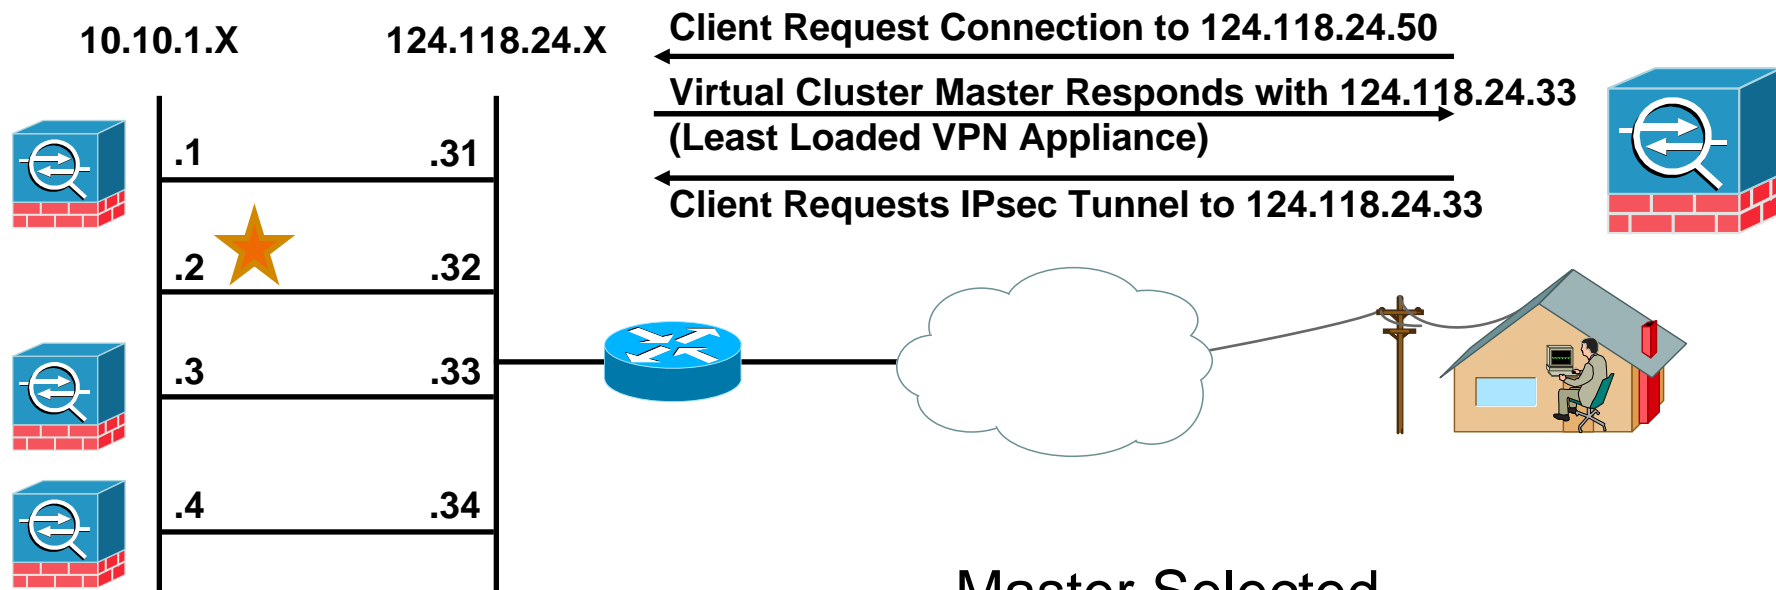 10.10.1.X
124.118.24.X
Client Request Connection to 124.118.24.50
Virtual Cluster Master Responds with 124.118.24.33
(Least Loaded VPN Appliance)
Client Requests IPsec Tunnel to 124.118.24.33
.1
.31
.2
.32
.3
.33
.4
.34
Master Selected